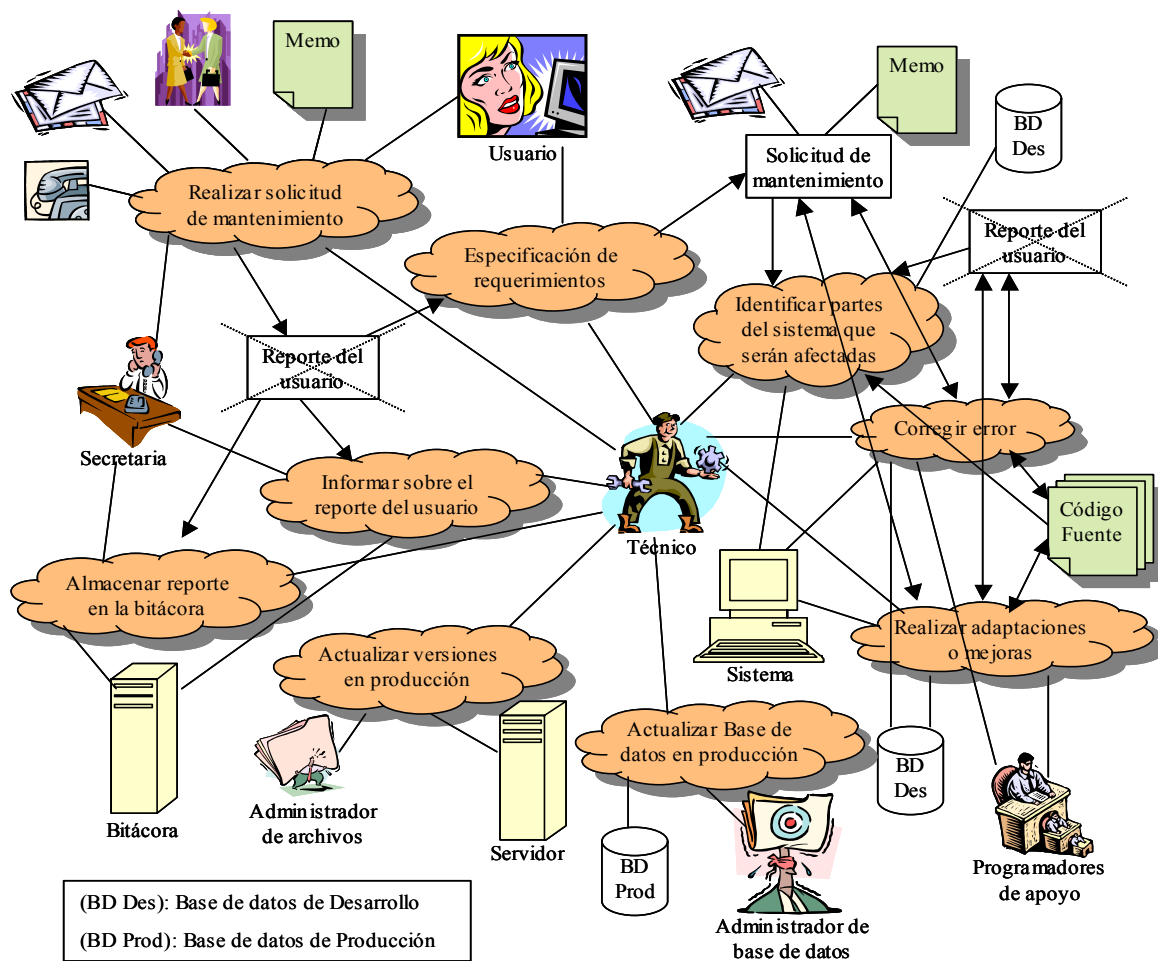 Memo
Usuario
Memo
BD
Des
Solicitud de
mantenimiento
Realizar solicitud
de mantenimiento
Reporte del
usuario
Especificación de
requerimientos
Identificar partes
del sistema que
serán afectadas
Reporte del
usuario
Secretaria
Corregir error
Informar sobre el
reporte del usuario
Código
Fuente
Técnico
Almacenar reporte
en la bitácora
Realizar adaptaciones
o mejoras
Actualizar versiones
en producción
Sistema
Actualizar Base de
datos en producción
BD
Des
Bitácora
Administrador
de archivos
Servidor
BD
Prod
Programadores
de apoyo
Administrador de
base de datos
(BD Des): Base de datos de Desarrollo
(BD Prod): Base de datos de Producción